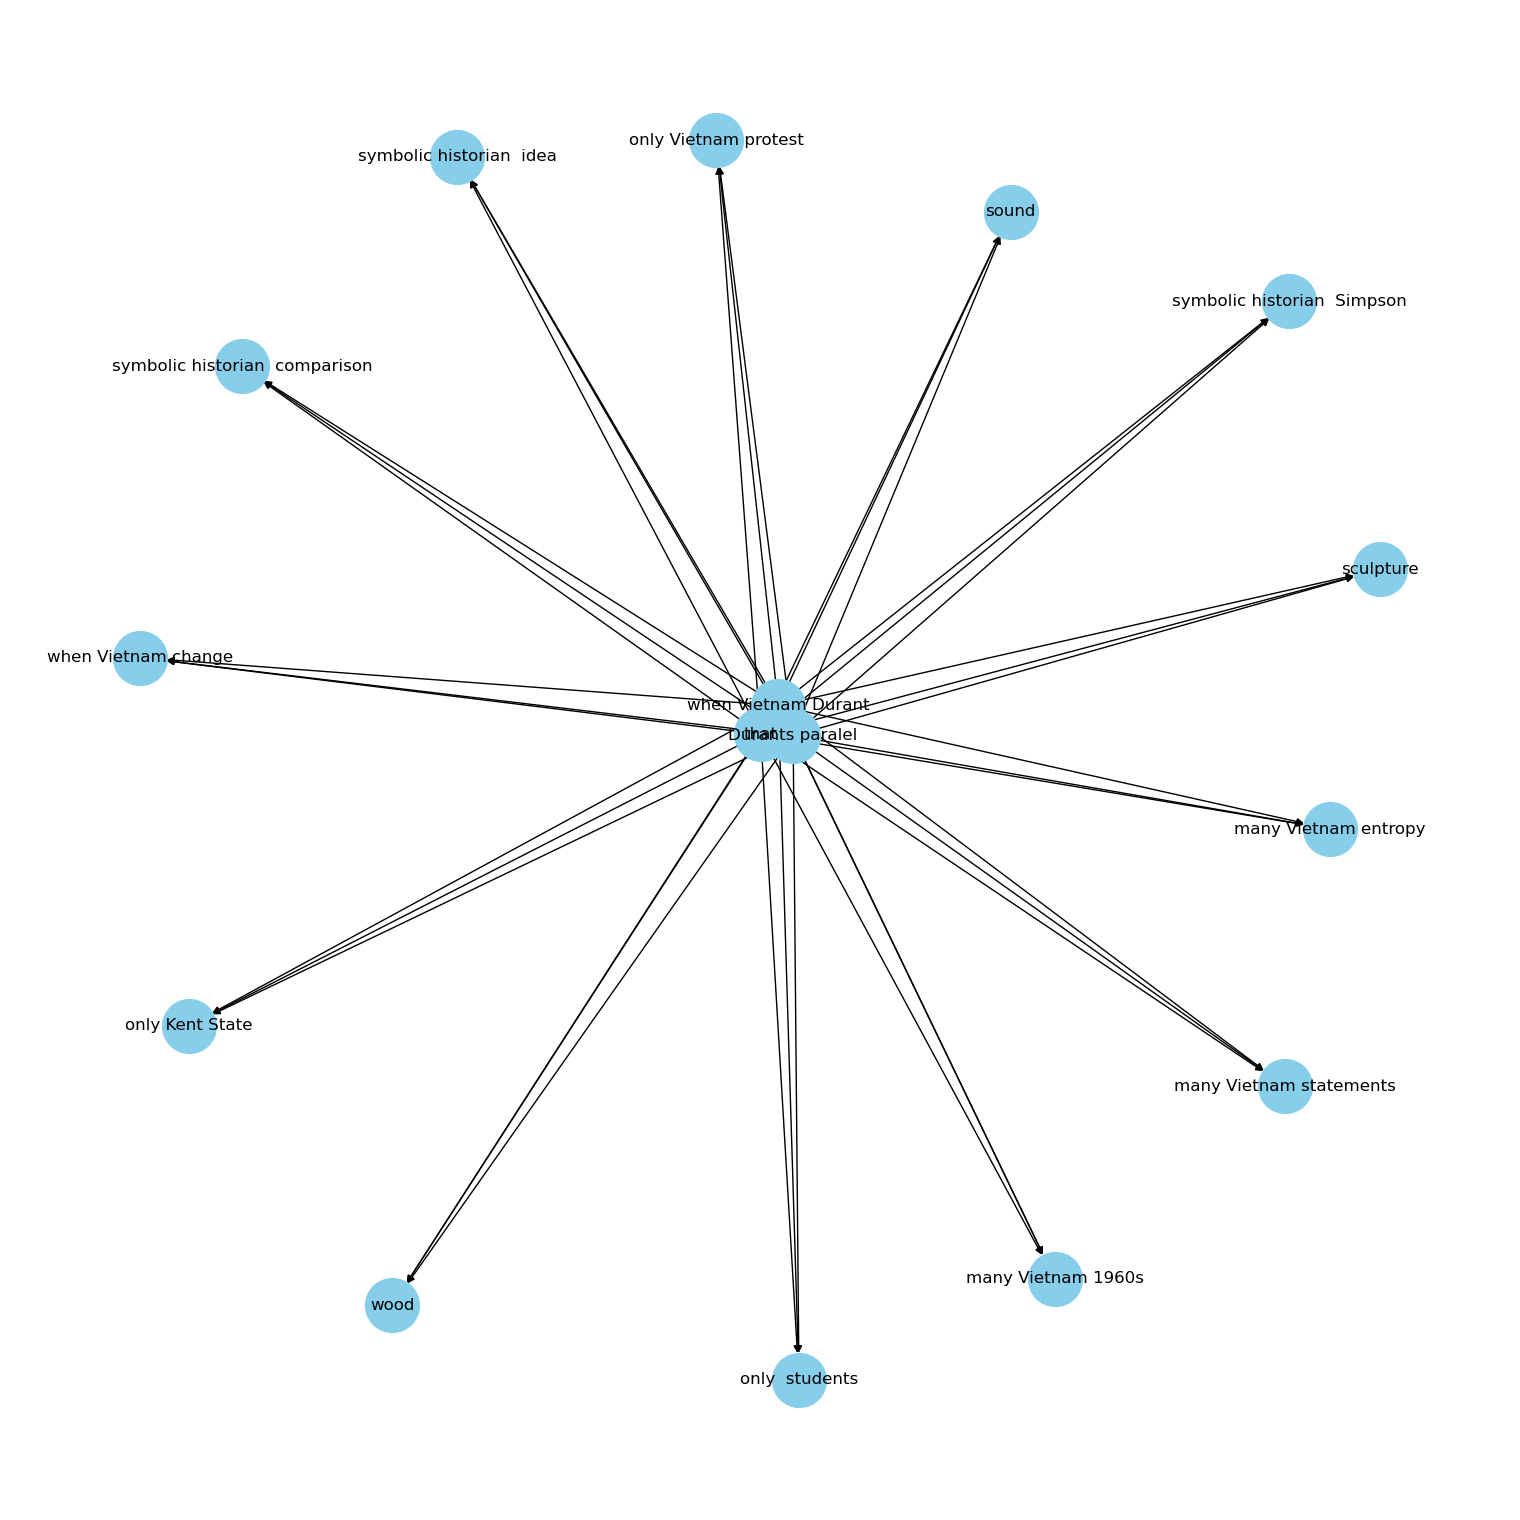 only Vietnam protest
symbolic historian  idea
sound
symbolic historian  Simpson
symbolic historian  comparison
sculpture
when Vietnam change
when Vietnam Durant
that
Durants paralel
many Vietnam entropy
only Kent State
many Vietnam statements
many Vietnam 1960s
wood
only  students